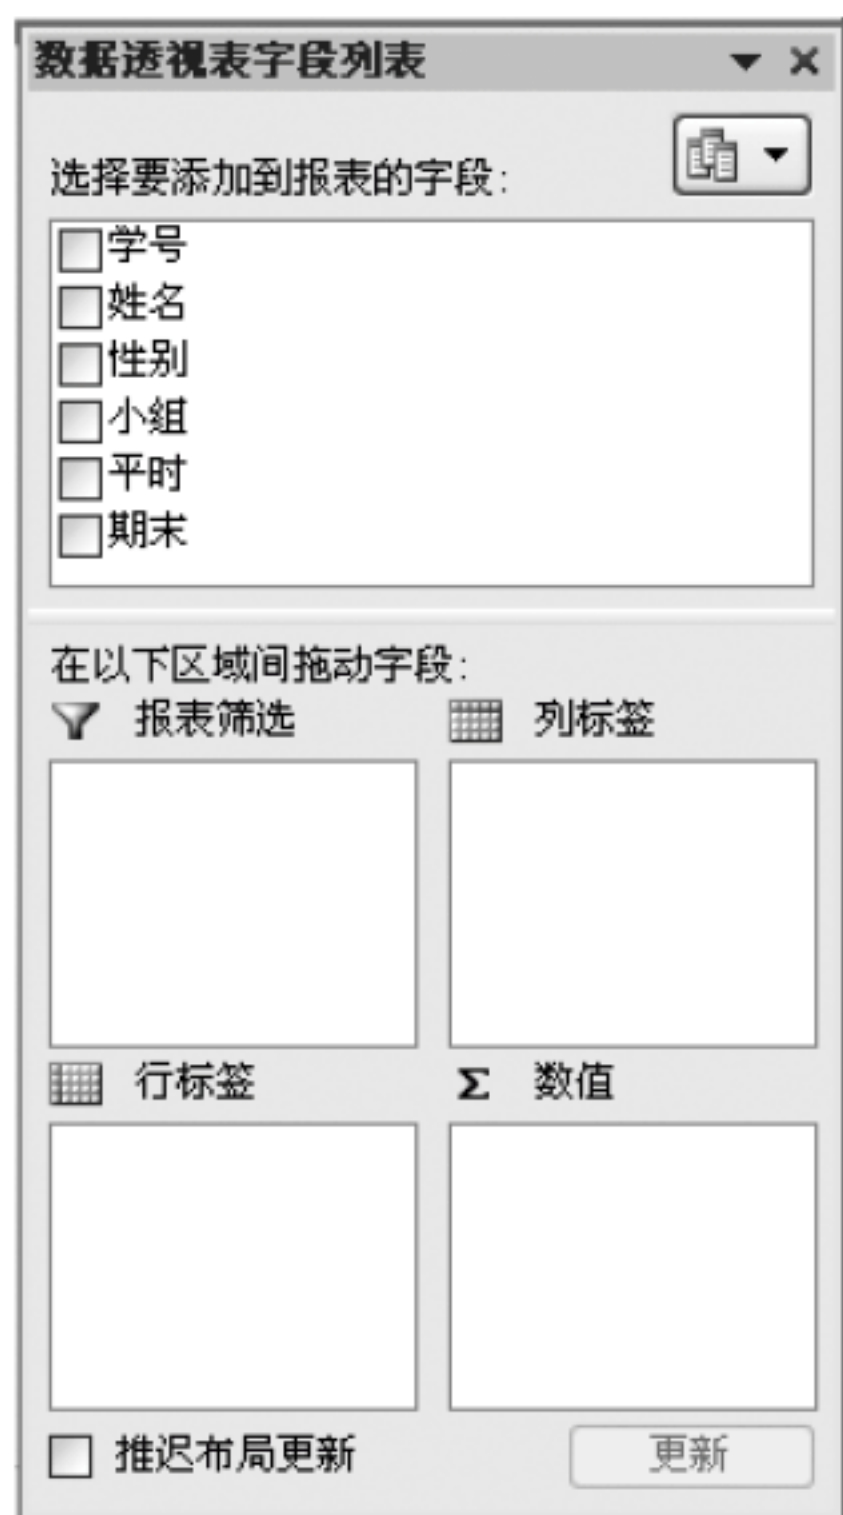 数据透视表字段列表
选择要添加到报表的字段:
学号
姓名
性别
小组
平时
期末
在以下区域间拖动字段:
报表筛选 列标签
行标签 Σ 数值
推迟布局更新 更新